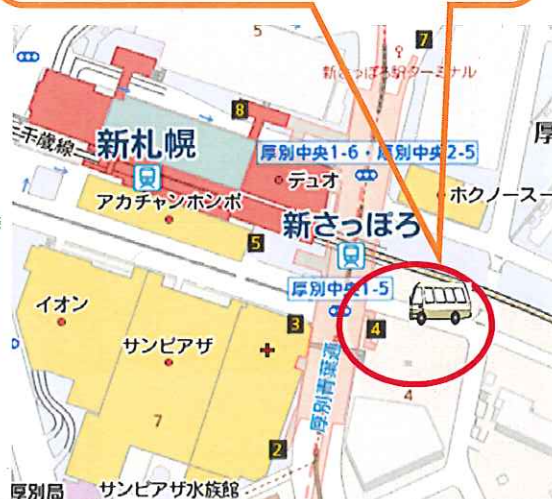 5
7
新さっぽろ駅ターミナル
8
千歳線
新札幌
厚別中央1-6・厚別中央2-5
厚
デュオ
ホクノースー
アカチャンホンポ
新さっぽろ
5
厚別中央1-5
イオン
3
4
サンピアザ
厚別青葉通
4
7
2
厚別局
サンピアザ水族館